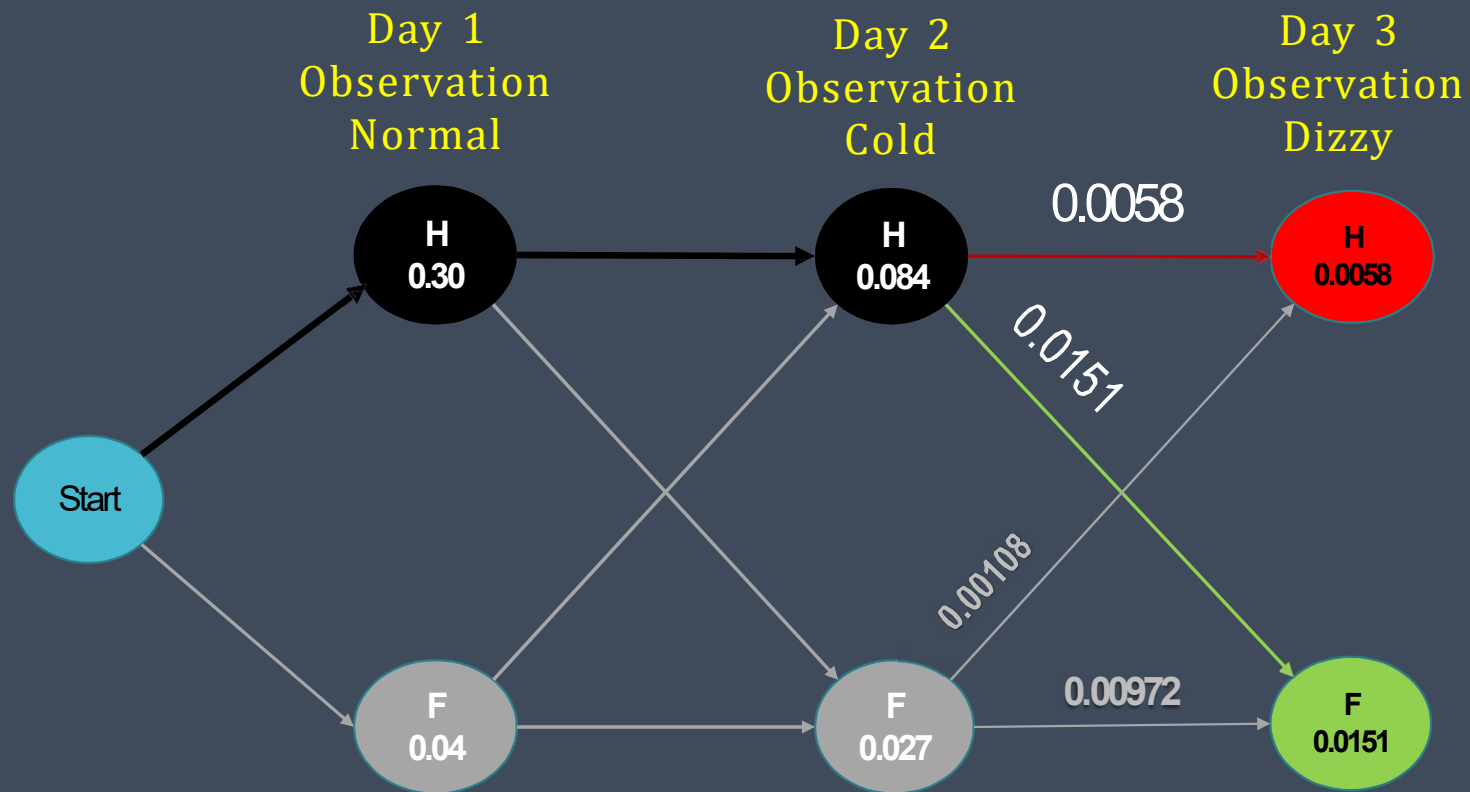 Day 1
Observation
Normal
Day 2
Observation
Cold
Day 3
Observation
Dizzy
H
0.30
H
0.084
0.0058
H
0.0058
0.0151
Start
0.00108
F
0.04
F
0.027
0.00972
F
0.0151